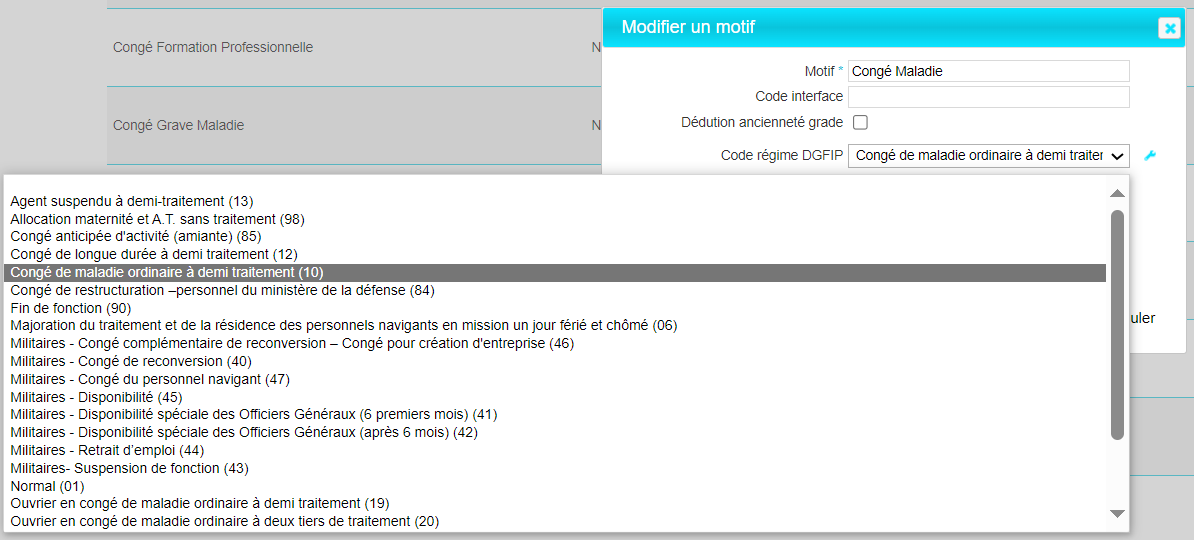 Congé Formation Professionnelle
N
Congé Grave Maladie
N
Modifier un motif
Motif * Congé Maladie
Code interface
Dédution ancienneté grade
Code régime DGFIP Congé de maladie ordinaire à demi traiter
Agent suspendu à demi-traitement (13)
Allocation maternité et A.T. sans traitement (98)
Congé anticipée d'activité (amiante) (85)
Congé de longue durée à demi traitement (12)
Congé de maladie ordinaire à demi traitement (10)
Congé de restructuration –personnel du ministère de la défense (84)
Fin de fonction (90)
Majoration du traitement et de la résidence des personnels navigants en mission un jour férié et chômé (06)
Militaires - Congé complémentaire de reconversion – Congé pour création d'entreprise (46)
Militaires - Congé de reconversion (40)
Militaires - Congé du personnel navigant (47)
Militaires - Disponibilité (45)
Militaires - Disponibilité spéciale des Officiers Généraux (6 premiers mois) (41)
Militaires - Disponibilité spéciale des Officiers Généraux (après 6 mois) (42)
Militaires - Retrait d’emploi (44)
Militaires- Suspension de fonction (43)
Normal (01)
Ouvrier en congé de maladie ordinaire à demi traitement (19)
Ouvrier en congé de maladie ordinaire à deux tiers de traitement (20)
uler